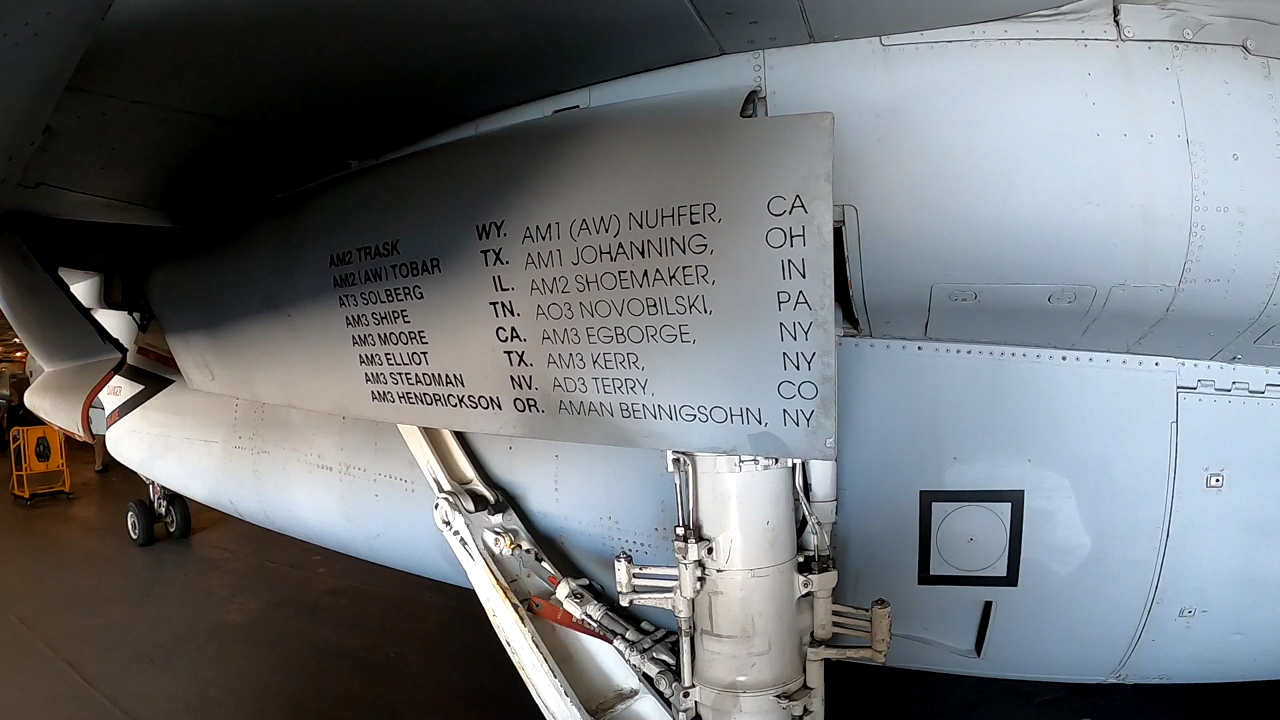 AM2 TRASK WY. AM1 (AW) NUHFER, CA
AM2 (AW) TOBAR TX. AM1 JOHANNING, OH
AT3 SOLBERG IL. AM2 SHOEMAKER, IN
AM3 SHIPE TN. AO3 NOVOBILSKI, PA
AM3 MOORE CA. AM3 EGBORGE, NY
AM3 ELLIOT TX. AM3 KERR, NY
AM3 STEADMAN NV. AD3 TERRY, CO
AM3 HENDRICKSON OR. AMAN BENNIGSOHN, NY